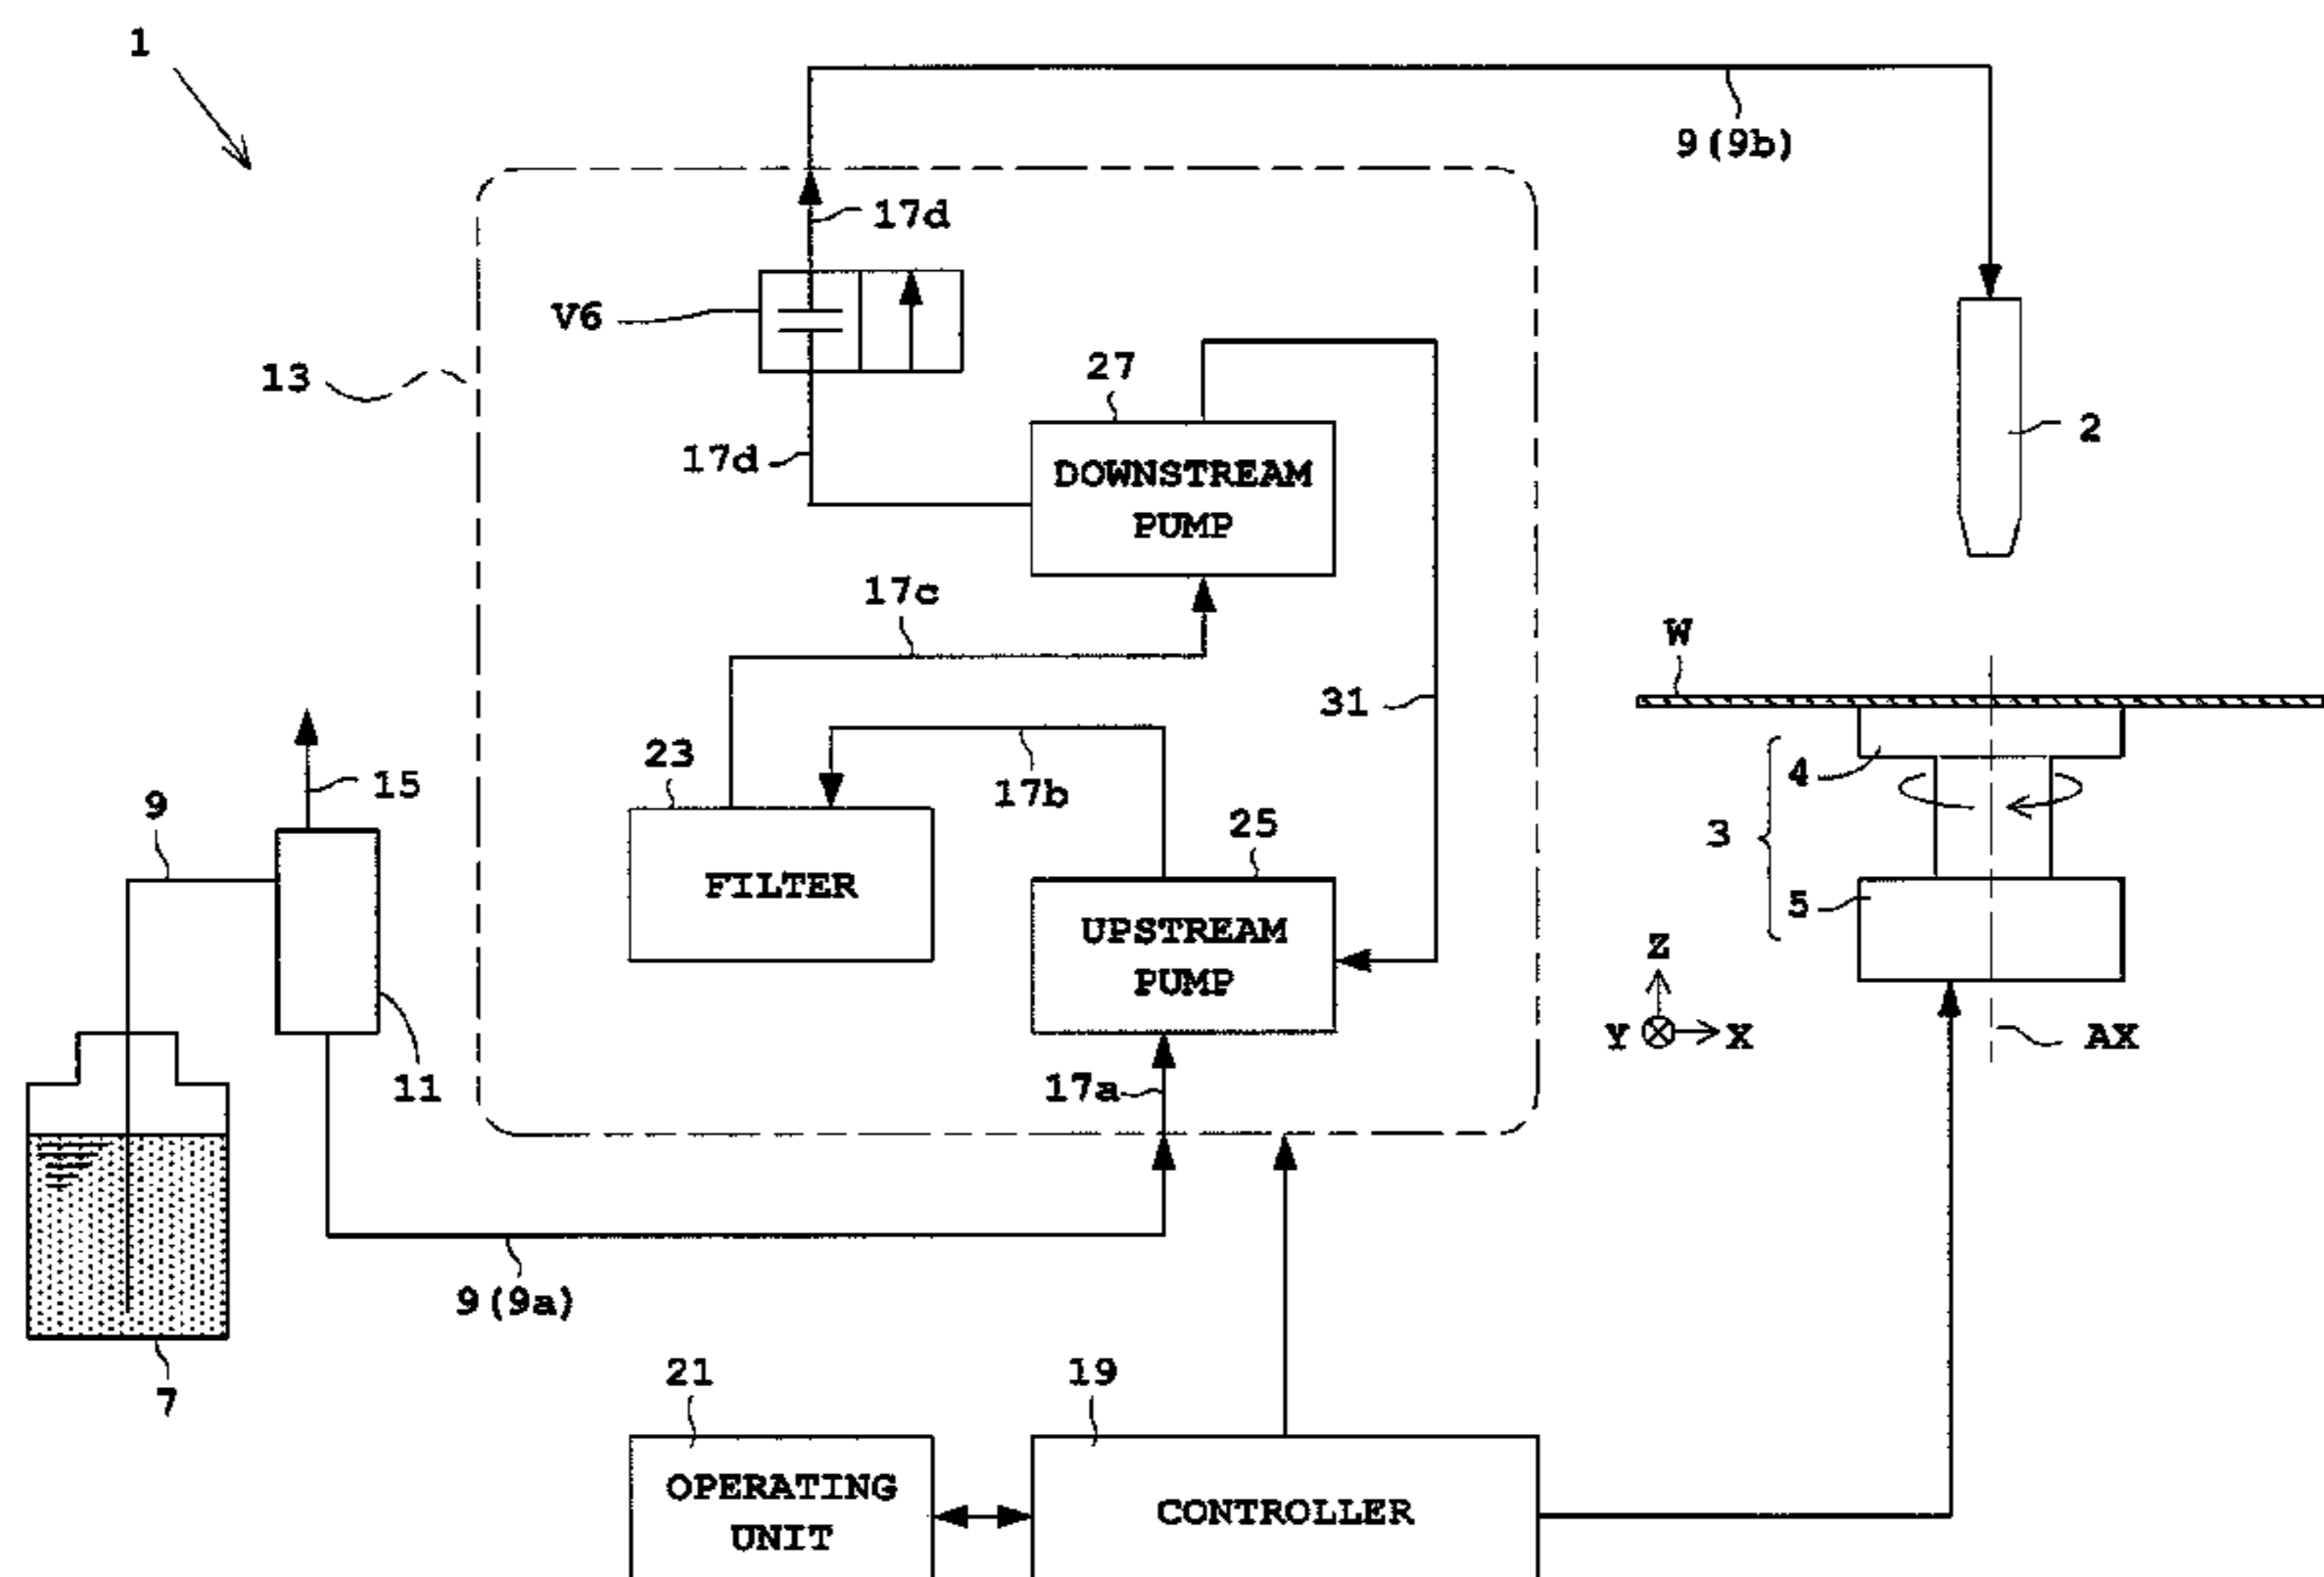 1
9(9b)
17d
V6
13
27
17d
DOWNSTREAM
PUMP
2
17c
W
31
23
17b
15
9
4
3
25
FILTER
UPSTREAM
PUMP
5
Z
Y
X
AX
11
17a
9(9a)
7
21
19
OPERATING
UNIT
CONTROLLER